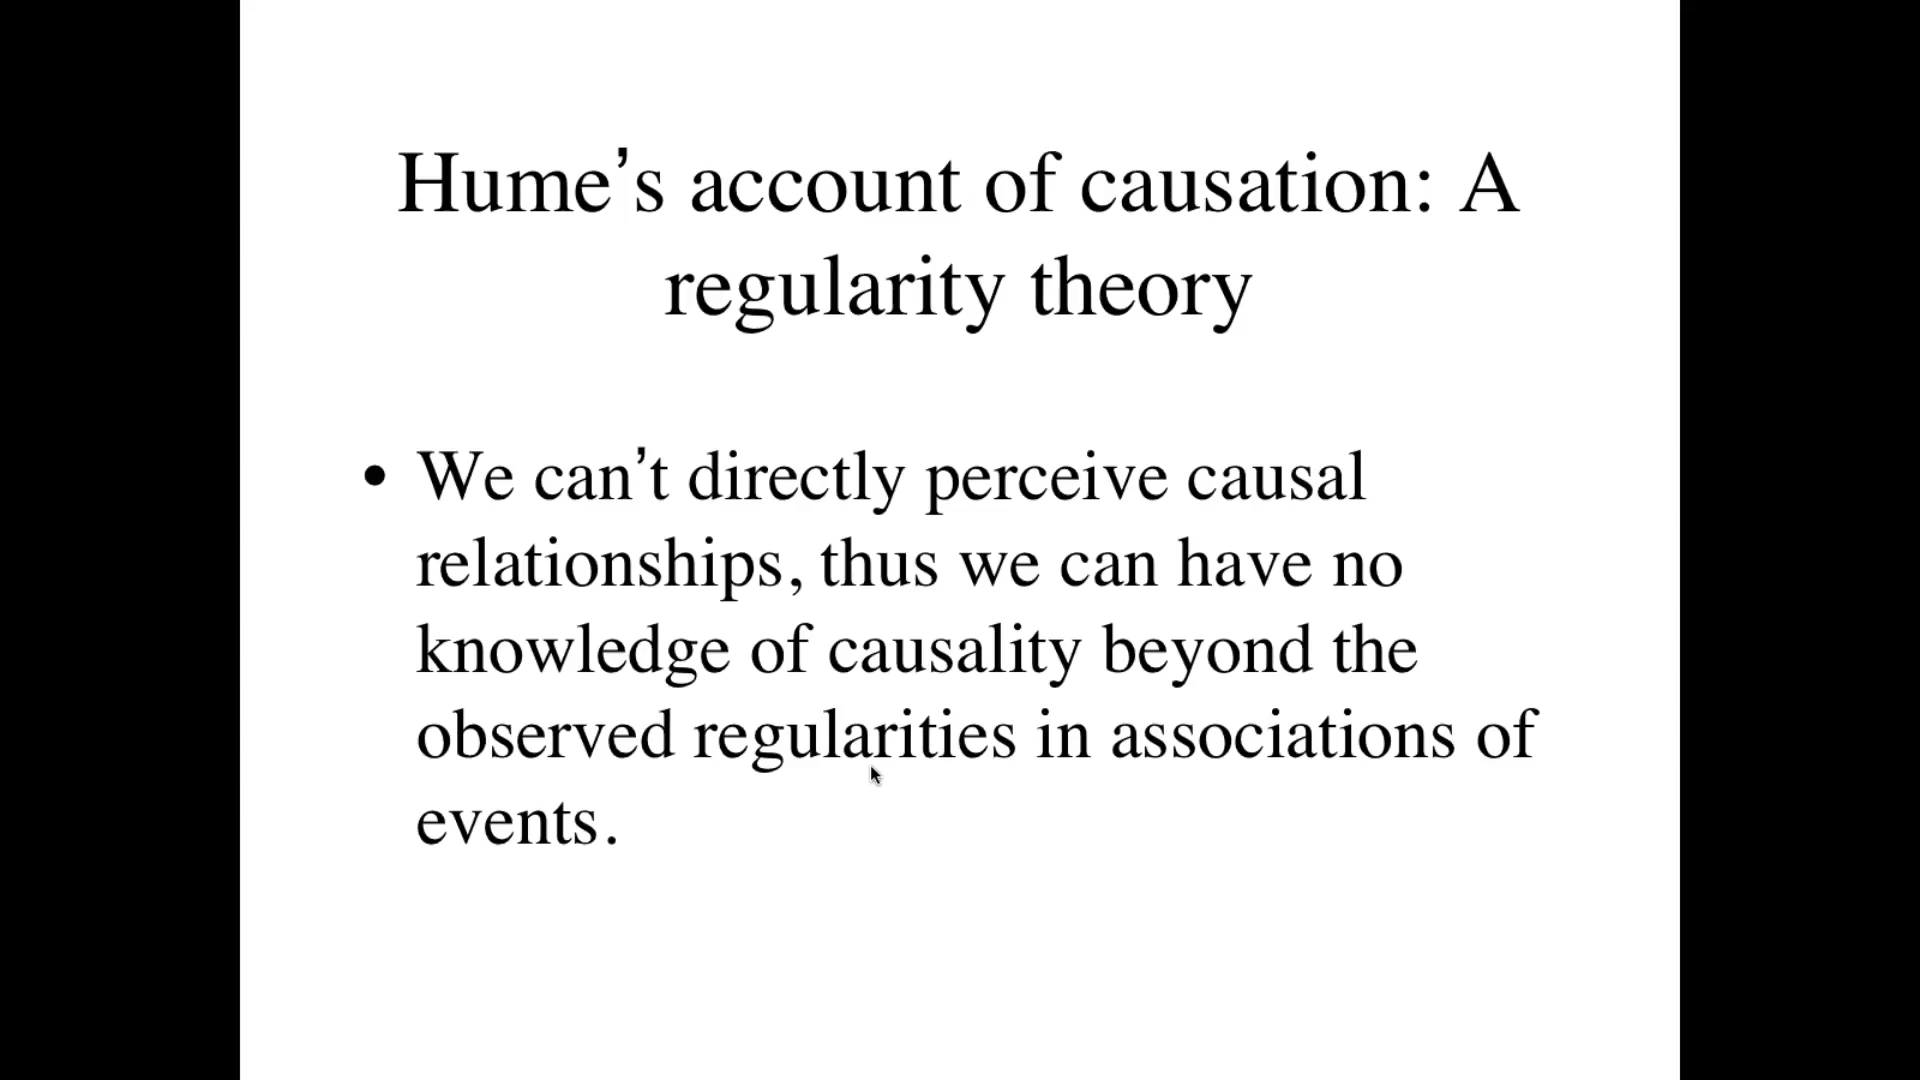 Hume’s account of causation: A
regularity theory
• We can’t directly perceive causal
relationships, thus we can have no
knowledge of causality beyond the
observed regularities in associations of
events.